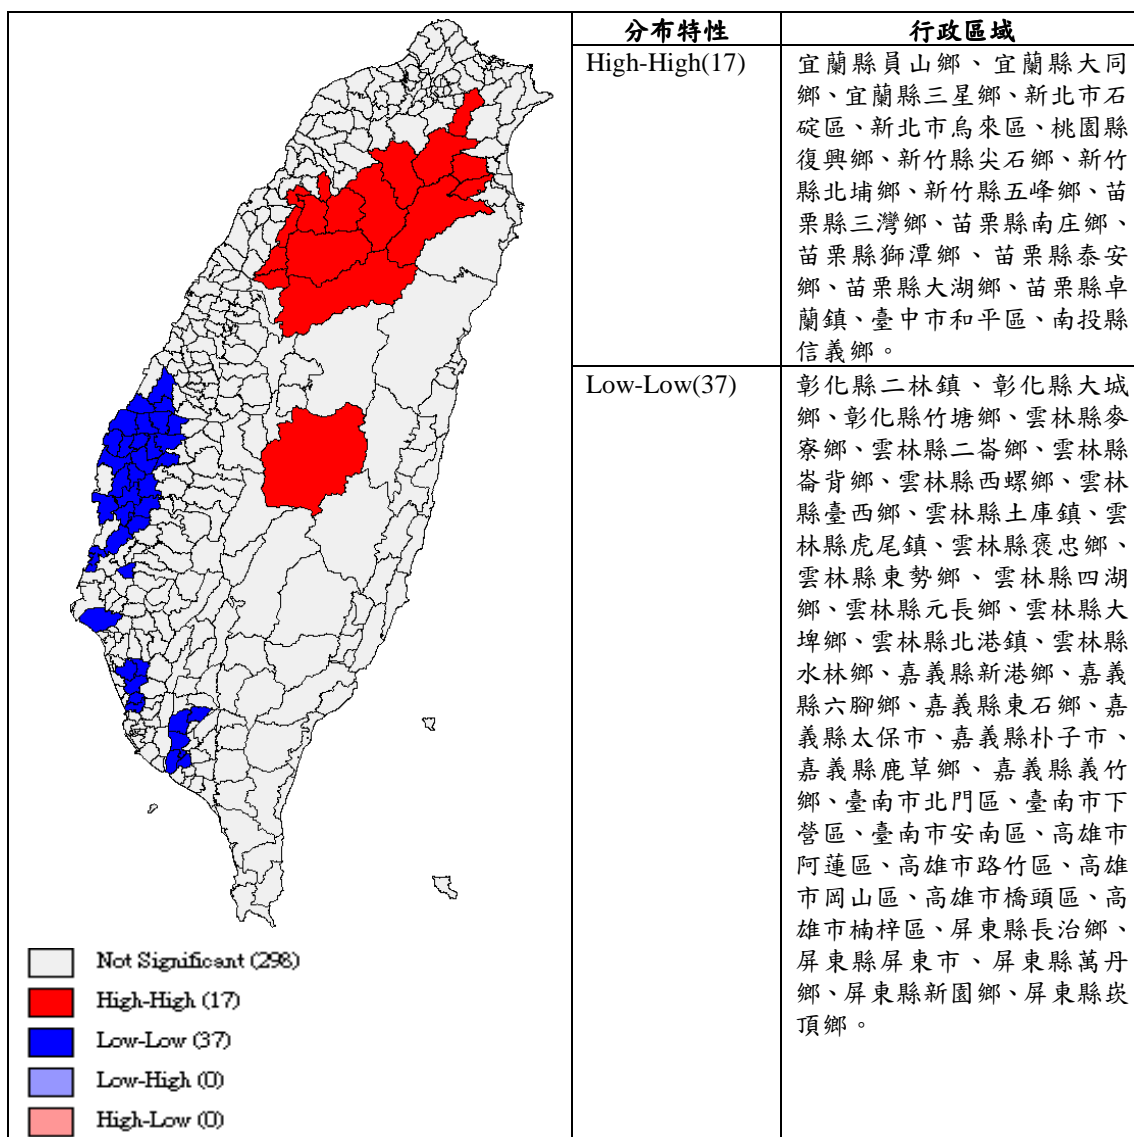 分布特性
行政區域
High-High(17)
宜蘭縣員山鄉、宜蘭縣大同
鄉、宜蘭縣三星鄉、新北市石
碇區、新北市烏來區、桃園縣
復興鄉、新竹縣尖石鄉、新竹
縣北埔鄉、新竹縣五峰鄉、苗
栗縣三灣鄉、苗栗縣南庄鄉、
苗栗縣獅潭鄉、苗栗縣泰安
鄉、苗栗縣大湖鄉、苗栗縣卓
蘭鎮、臺中市和平區、南投縣
信義鄉。
Low-Low(37)
彰化縣二林鎮、彰化縣大城
鄉、彰化縣竹塘鄉、雲林縣麥
寮鄉、雲林縣二崙鄉、雲林縣
崙背鄉、雲林縣西螺鄉、雲林
縣臺西鄉、雲林縣土庫鎮、雲
林縣虎尾鎮、雲林縣褒忠鄉、
雲林縣東勢鄉、雲林縣四湖
鄉、雲林縣元長鄉、雲林縣大
埤鄉、雲林縣北港鎮、雲林縣
水林鄉、嘉義縣新港鄉、嘉義
縣六腳鄉、嘉義縣東石鄉、嘉
義縣太保市、嘉義縣朴子市、
嘉義縣鹿草鄉、嘉義縣義竹
鄉、臺南市北門區、臺南市下
營區、臺南市安南區、高雄市
阿蓮區、高雄市路竹區、高雄
市岡山區、高雄市橋頭區、高
雄市楠梓區、屏東縣長治鄉、
屏東縣屏東市、屏東縣萬丹
鄉、屏東縣新園鄉、屏東縣崁
頂鄉。
Not Significant (298)
High-High (17)
Low-Low (37)
Low-High (0)
High-Low (0)